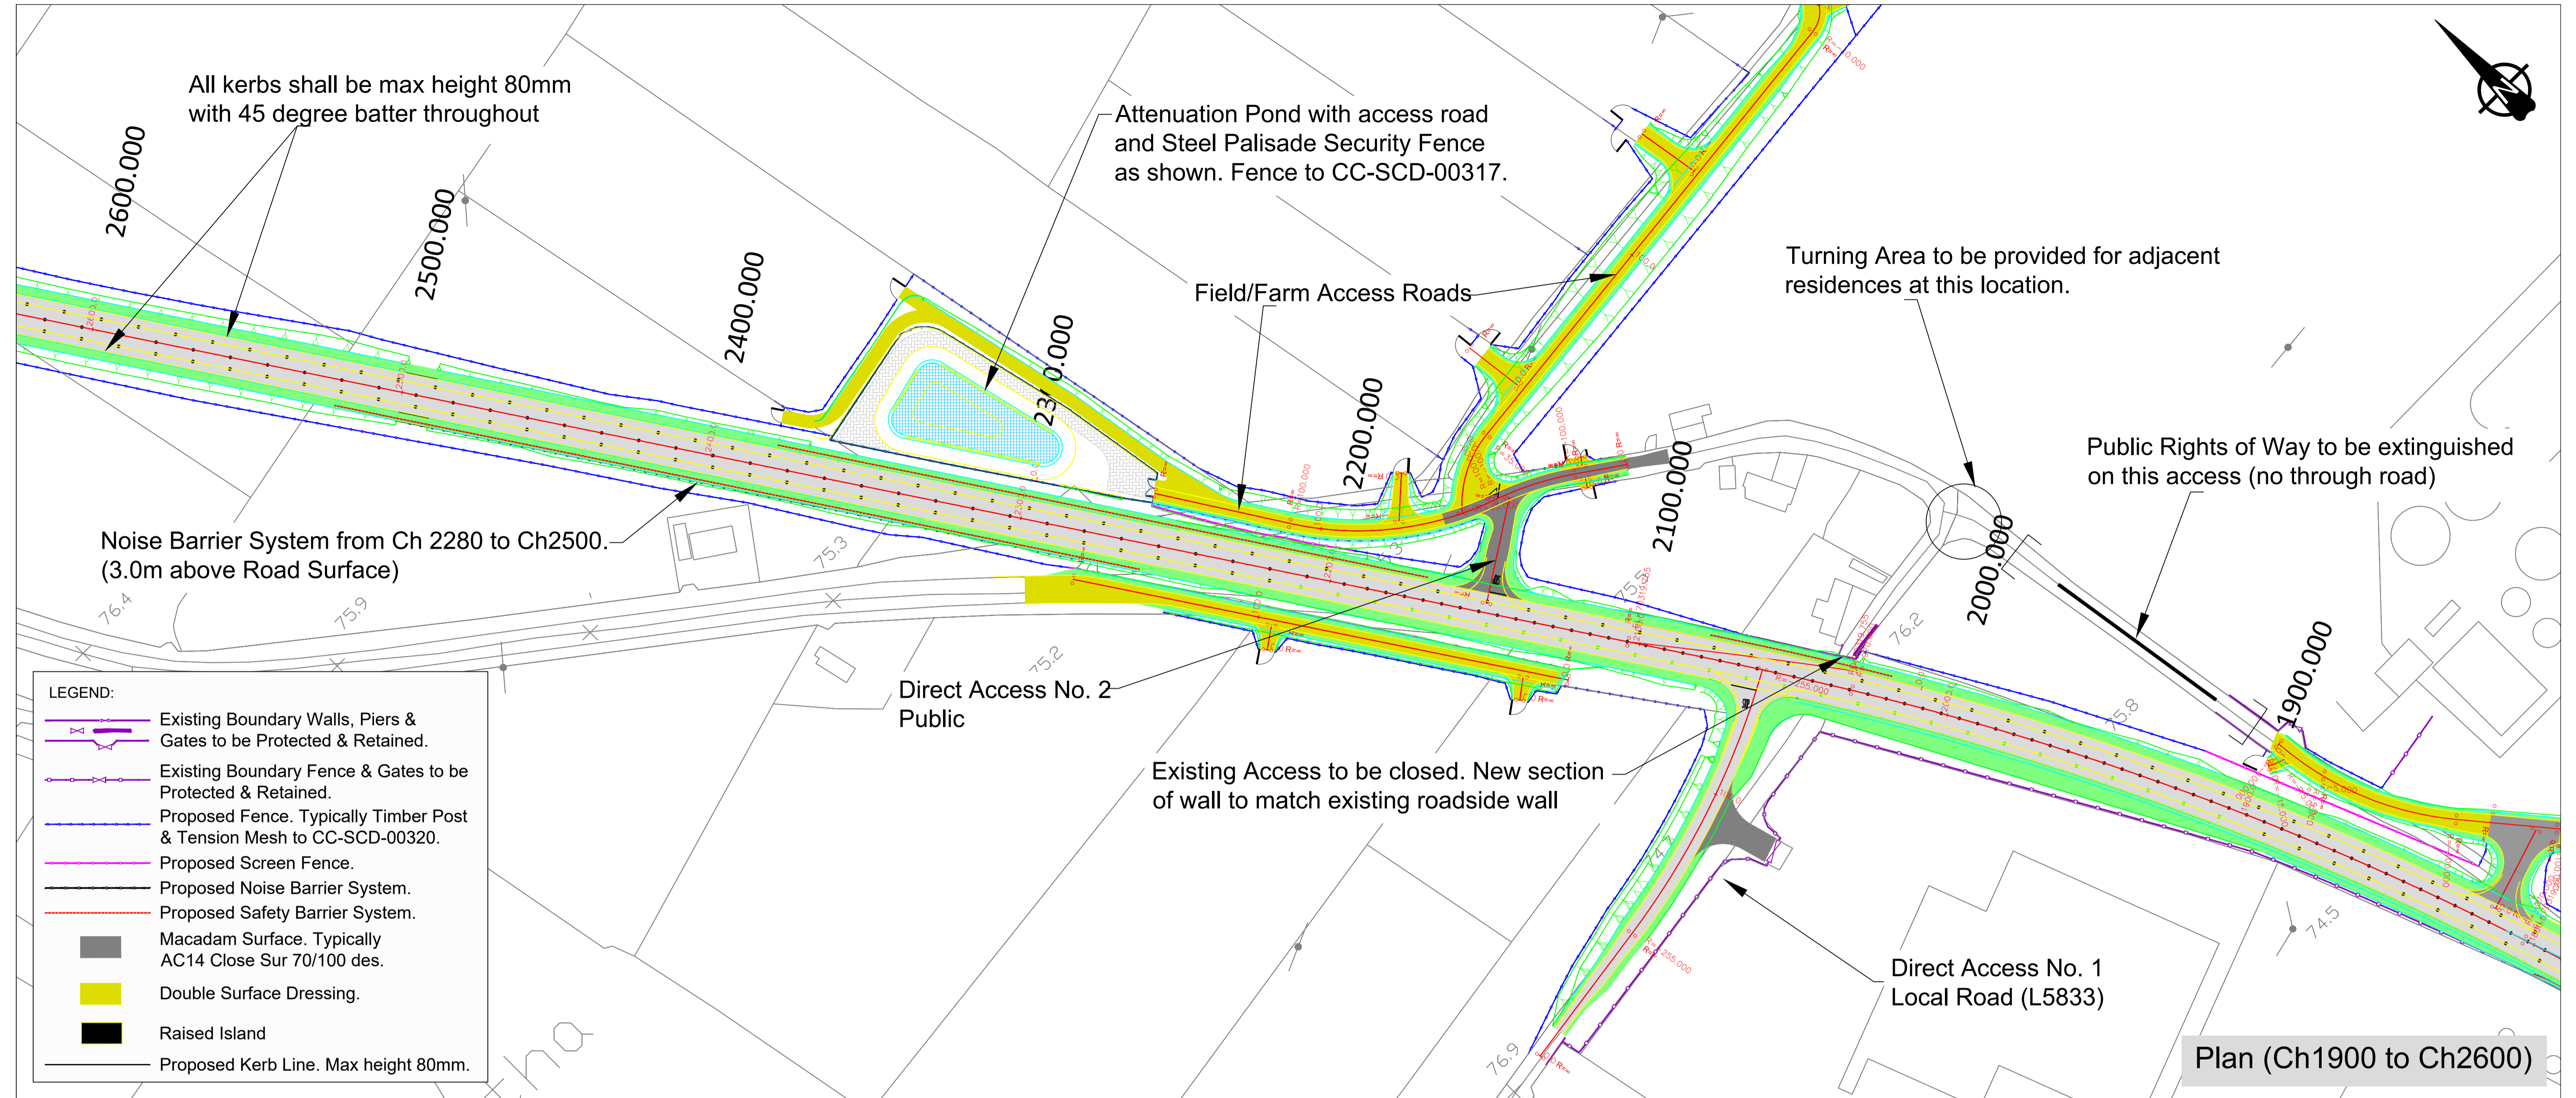 All kerbs shall be max height 80mm
with 45 degree batter throughout
Attenuation Pond with access road
and Steel Palisade Security Fence
as shown. Fence to CC-SCD-00317.
Field/Farm Access Roads
Turning Area to be provided for adjacent
residences at this location.
Public Rights of Way to be extinguished
on this access (no through road)
2600.000
2500.000
2400.000
2200.000
2100.000
2000.000
1900.000
Noise Barrier System from Ch 2280 to Ch2500.
(3.0m above Road Surface)
76.4
75.9
75.3
75.2
75.5
76.2
75.8
74.5
76.9
Direct Access No. 2
Public
Existing Access to be closed. New section
of wall to match existing roadside wall
Direct Access No. 1
Local Road (L5833)
LEGEND:
Existing Boundary Walls, Piers &
Gates to be Protected & Retained.
Existing Boundary Fence & Gates to be
Protected & Retained.
Proposed Fence. Typically Timber Post
& Tension Mesh to CC-SCD-00320.
Proposed Screen Fence.
Proposed Noise Barrier System.
Proposed Safety Barrier System.
Macadam Surface. Typically
AC14 Close Sur 70/100 des.
Double Surface Dressing.
Raised Island
Proposed Kerb Line. Max height 80mm.
Plan (Ch1900 to Ch2600)